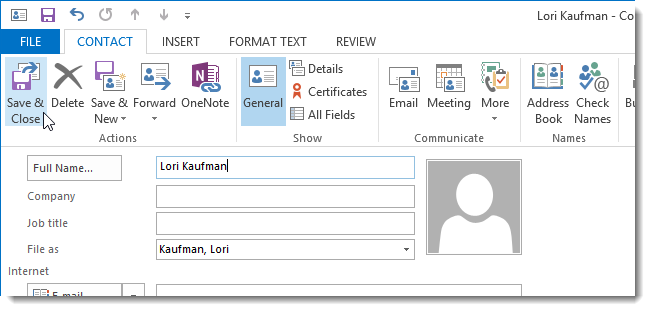 Lori Kaufman - Co
FILE CONTACT INSERT FORMAT TEXT REVIEW
Save & Close Delete Save & New Forward OneNote General Details Certificates All Fields Email Meeting More Address Book Check Names
Actions Show Communicate Names
Full Name... Lori Kaufman
Company
Job title
File as Kaufman, Lori
Internet
E-mail